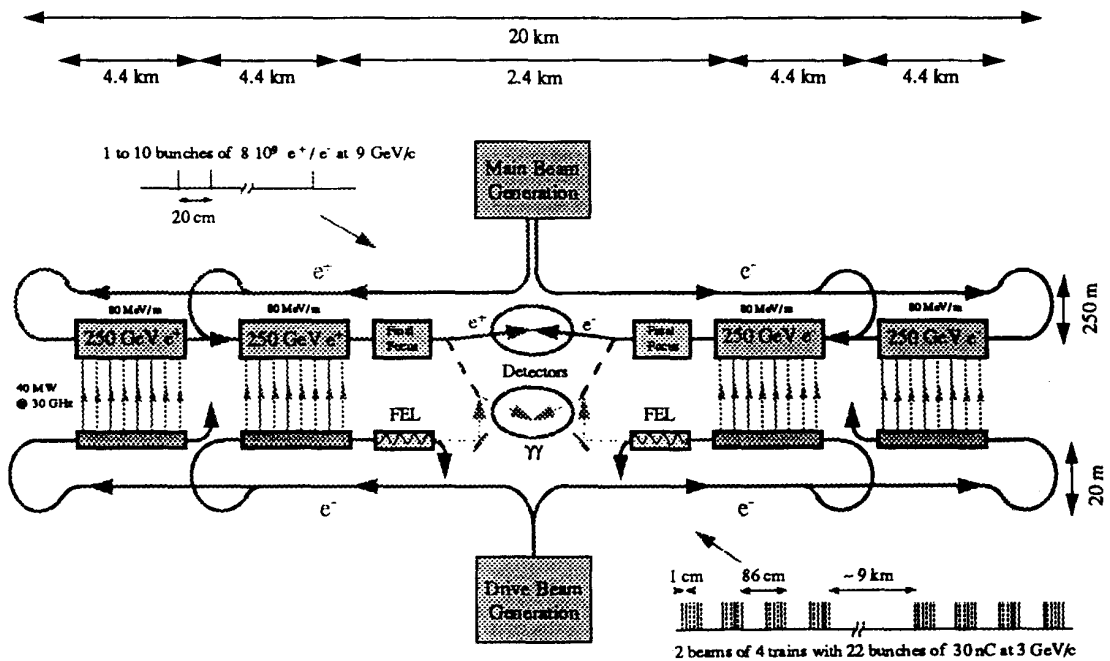 20 km
4.4 km 4.4 km 2.4 km 4.4 km 4.4 km
1 to 10 bunches of 8 10⁹ e⁺/e⁻ at 9 GeV/c
20 cm
Main Beam
Generation
e⁺
e⁻
80 MeV/m
80 MeV/m
80 MeV/m
80 MeV/m
250 m
250 GeV e⁺
250 GeV e⁺
Final
Focus
e⁺
e⁻
Final
Focus
250 GeV e⁻
250 GeV e⁻
Detectors
40 MW
@ 30 GHz
FEL
FEL
γγ
20 m
e⁻
e⁻
Drive Beam
Generation
1 cm 86 cm ~ 9 km
2 beams of 4 trains with 22 bunches of 30 nC at 3 GeV/c